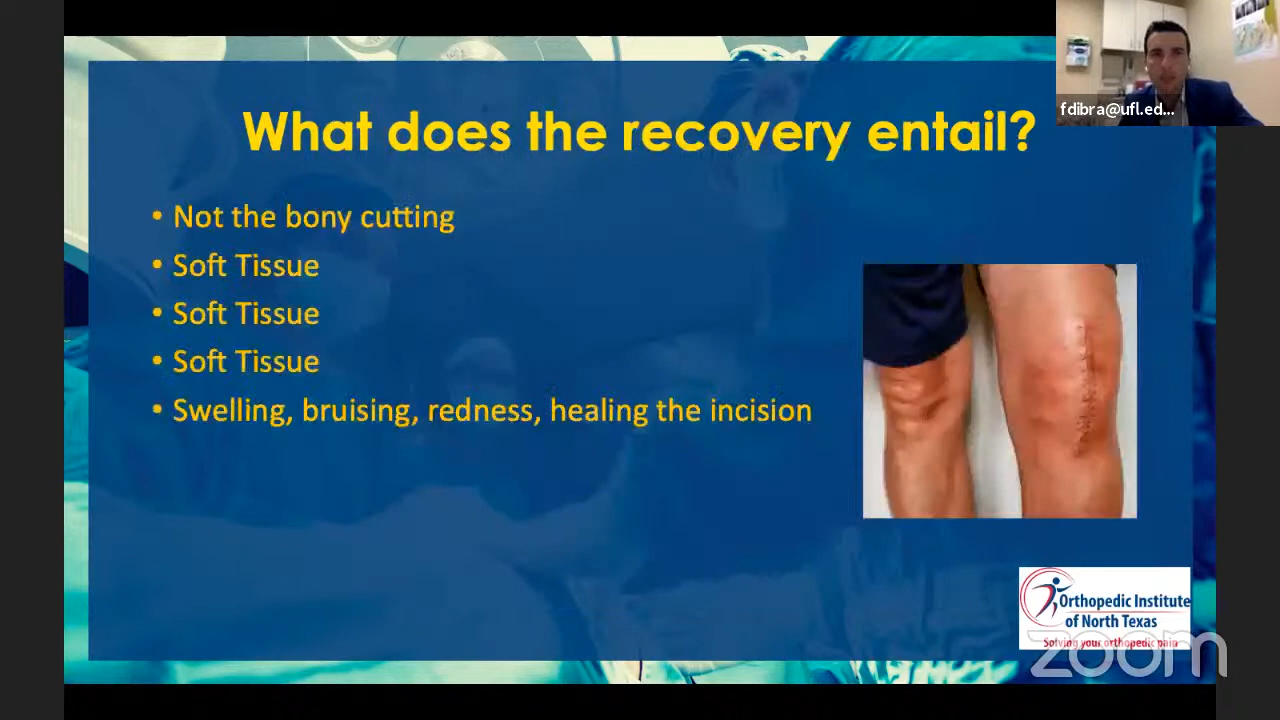 fdibra@ufl.ed...
What does the recovery entail?
• Not the bony cutting
• Soft Tissue
• Soft Tissue
• Soft Tissue
• Swelling, bruising, redness, healing the incision
Orthopedic Institute
of North Texas
Solving your orthopedic pain
zoom